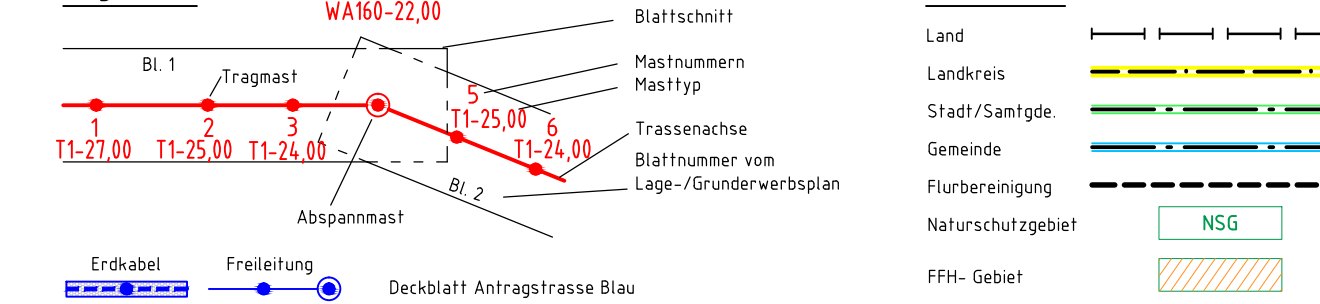 WA160-22,00
Blattschnitt
Bl. 1
Tragmast
Mastnummern
Masttyp
1
2
3
5
T1-25,00
6
T1-27,00
T1-25,00
T1-24,00
T1-24,00
Trassenachse
Blattnummer vom
Lage-/Grunderwerbsplan
Bl. 2
Abspannmast
Erdkabel
Freileitung
Deckblatt Antragstrasse Blau
Land
Landkreis
Stadt/Samtgde.
Gemeinde
Flurbereinigung
Naturschutzgebiet
NSG
FFH- Gebiet